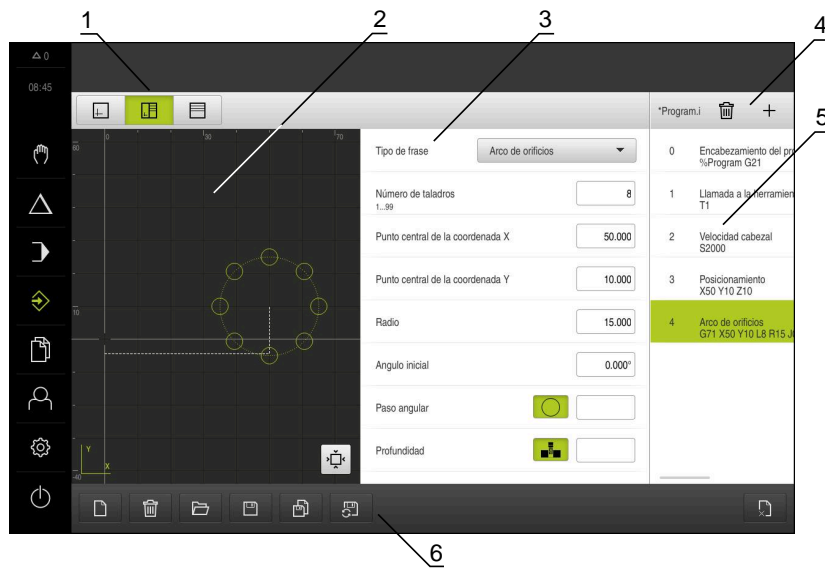 1
2
3
4
5
0
08:45
*Program.i
0
30
70
60
10
-40
Y
X
Tipo de frase
Arco de orificios
Número de taladros
1...99
8
Punto central de la coordenada X
50.000
Punto central de la coordenada Y
10.000
Radio
15.000
Angulo inicial
0.000°
Paso angular
Profundidad
0 Encabezamiento del pr
%Program G21
1 Llamada a la herramien
T1
2 Velocidad cabezal
S2000
3 Posicionamiento
X50 Y10 Z10
4 Arco de orificios
G71 X50 Y10 L8 R15
6